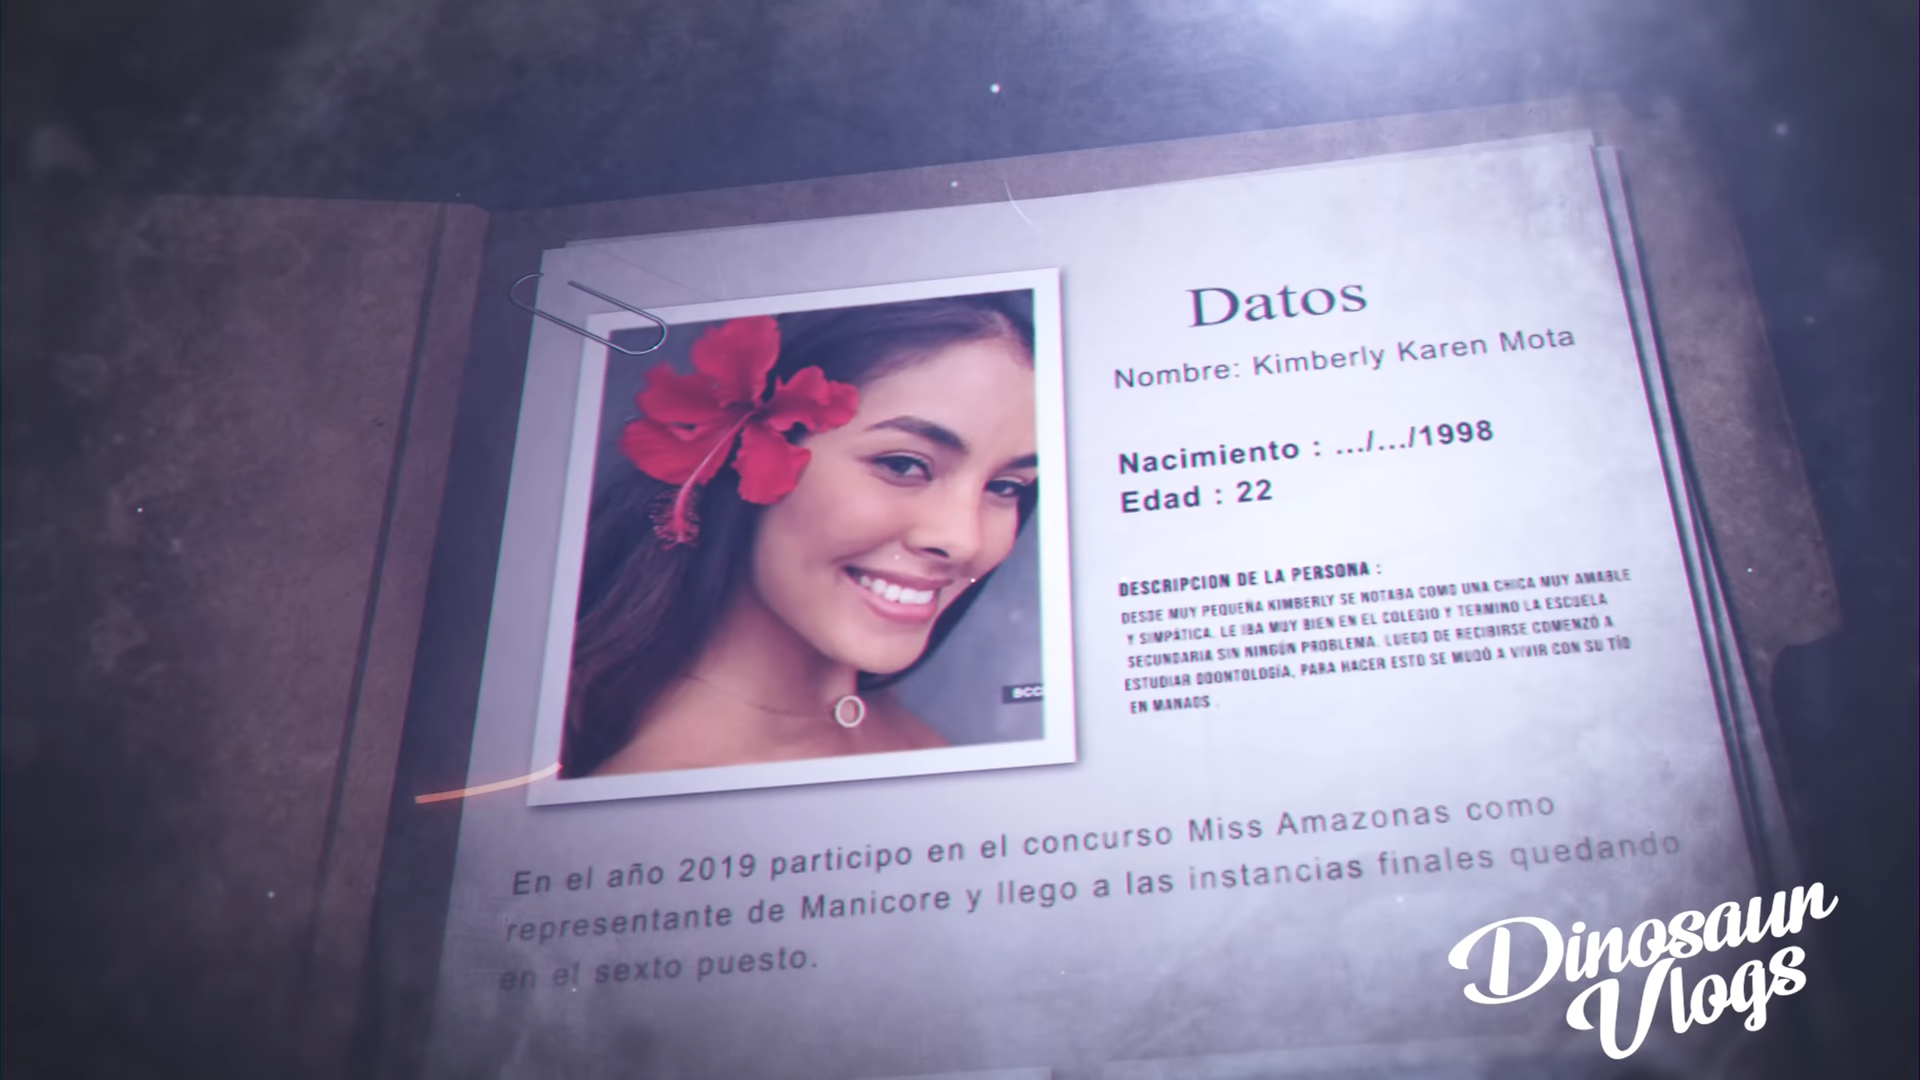 Datos
Nombre: Kimberly Karen Mota
Nacimiento : .../.../1998
Edad : 22
DESCRIPCION DE LA PERSONA :
DESDE MUY PEQUEÑA KIMBERLY SE NOTABA COMO UNA CHICA MUY AMABLE
Y SIMPÁTICA. LE IBA MUY BIEN EN EL COLEGIO Y TERMINO LA ESCUELA
SECUNDARIA SIN NINGÚN PROBLEMA. LUEGO DE RECIBIRSE COMENZÓ A
ESTUDIAR ODONTOLOGÍA, PARA HACER ESTO SE MUDÓ A VIVIR CON SU TÍO
EN MANAOS .
BCC
En el año 2019 participo en el concurso Miss Amazonas como
representante de Manicore y llego a las instancias finales quedando
en el sexto puesto.
Dinosaun
Vlogs